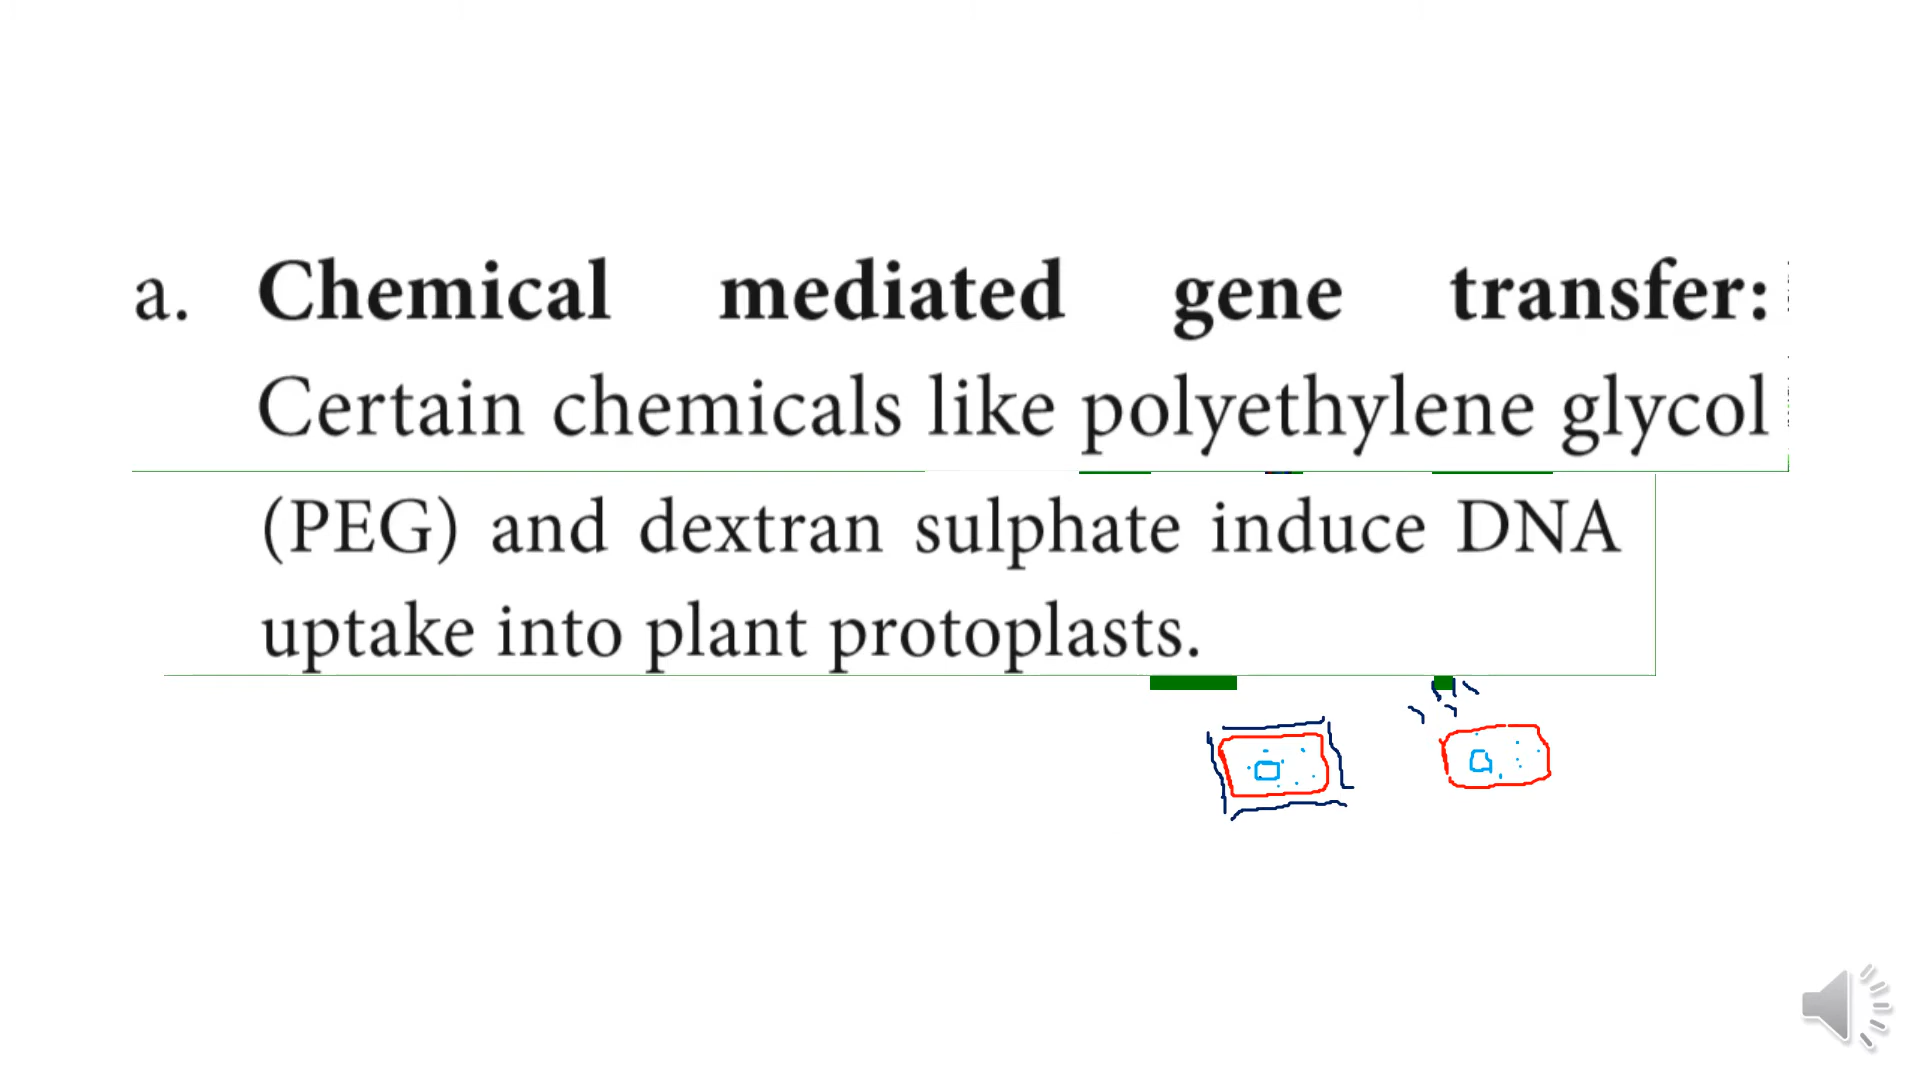 a. Chemical mediated gene transfer:
Certain chemicals like polyethylene glycol
(PEG) and dextran sulphate induce DNA
uptake into plant protoplasts.